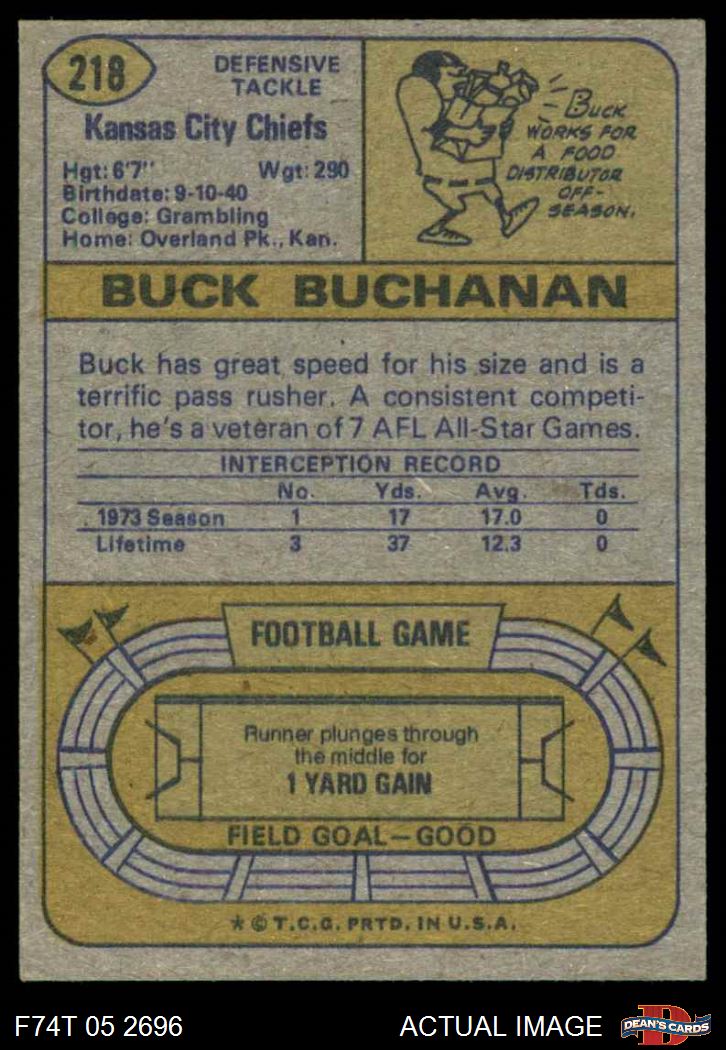 218
DEFENSIVE
TACKLE
Kansas City Chiefs
Hgt: 6'7" Wgt: 290
Birthdate: 9-10-40
College: Grambling
Home: Overland Pk., Kan.
BUCK
WORKS FOR
A FOOD
DISTRIBUTOR
OFF-
SEASON.
BUCK BUCHANAN
Buck has great speed for his size and is a
terrific pass rusher. A consistent competi-
tor, he's a veteran of 7 AFL All-Star Games.
INTERCEPTION RECORD
No. Yds. Avg. Tds.
1973 Season 1 17 17.0 0
Lifetime 3 37 12.3 0
FOOTBALL GAME
Runner plunges through
the middle for
1 YARD GAIN
FIELD GOAL—GOOD
* © T.C.G. PRTD. IN U.S.A.
F74T 05 2696 ACTUAL IMAGE
D
DEAN'S CARDS